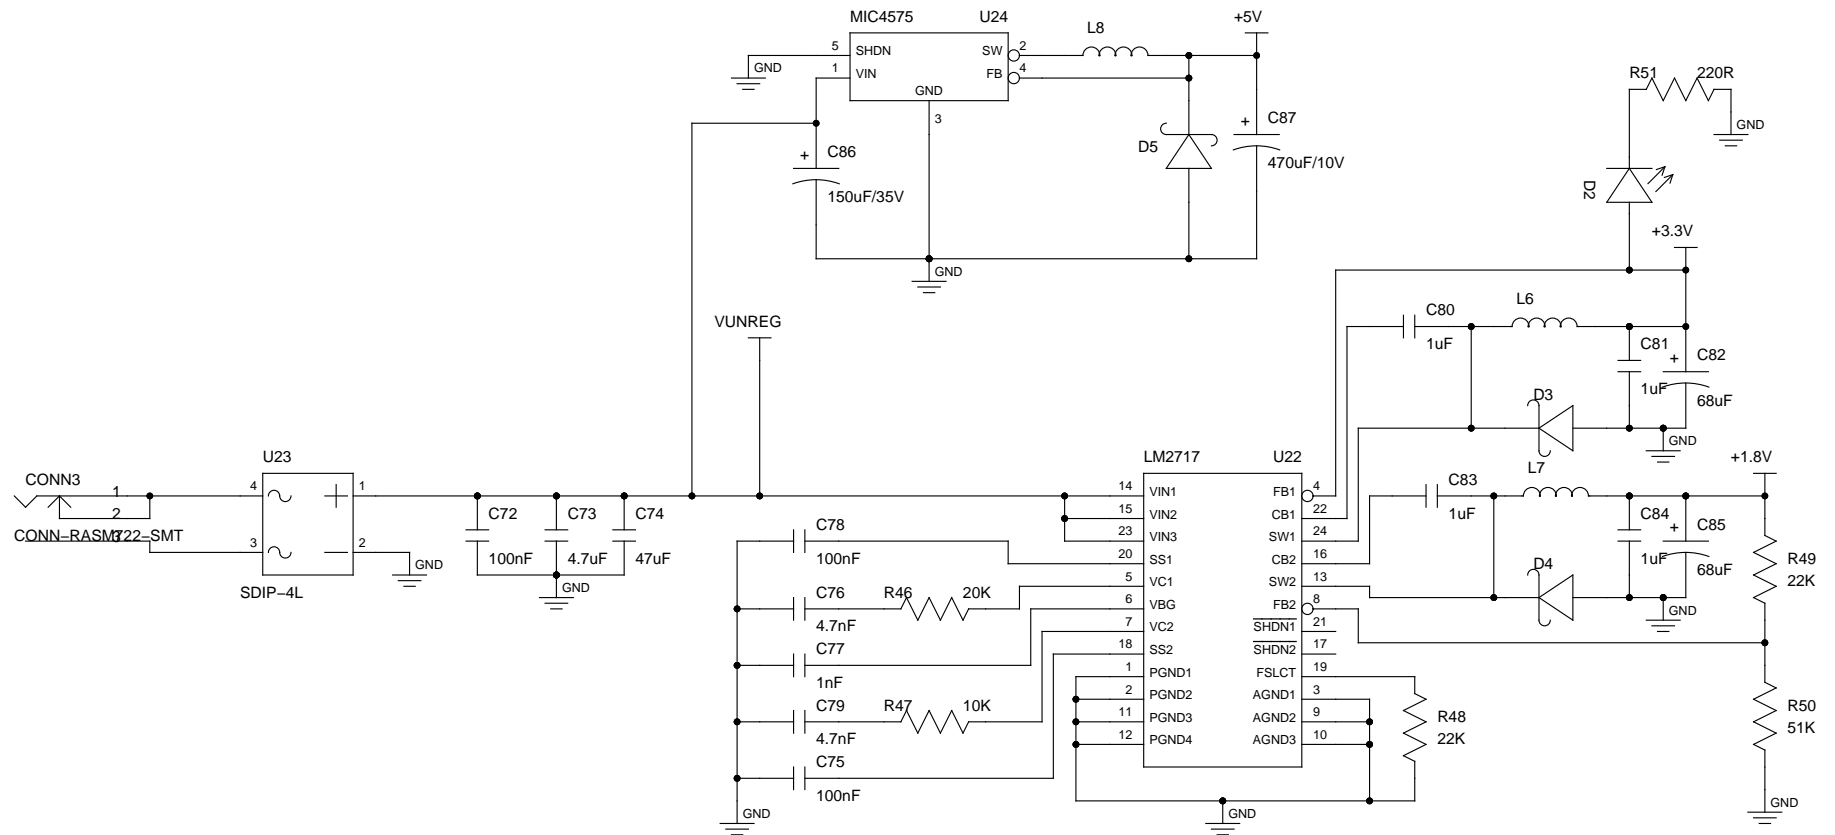 MIC4575 U24
5 SHDN SW 2
1 VIN FB 4
GND
3
GND
L8
+5V
C86
+
150uF/35V
D5
+ C87
470uF/10V
GND
R51 220R
GND
D2
+3.3V
VUNREG
C80
1uF
L6
C81
1uF
+ C82
68uF
D3
GND
CONN3
1
2
3
CONN-RASM722-SMT
U23
4 1
3 2
SDIP-4L
GND
C72
100nF
C73
4.7uF
C74
47uF
GND
C78
100nF
C76
4.7nF
R46 20K
C77
1nF
C79
4.7nF
R47 10K
C75
100nF
GND
LM2717 U22
14 VIN1 FB1 4
15 VIN2 CB1 22
23 VIN3 SW1 24
20 SS1 CB2 16
5 VC1 SW2 13
6 VBG FB2 8
7 VC2 SHDN1 21
18 SS2 SHDN2 17
1 PGND1 FSLCT 19
2 PGND2 AGND1 3
11 PGND3 AGND2 9
12 PGND4 AGND3 10
GND
R48
22K
C83
1uF
L7
C84
1uF
+ C85
68uF
D4
GND
+1.8V
R49
22K
R50
51K
GND